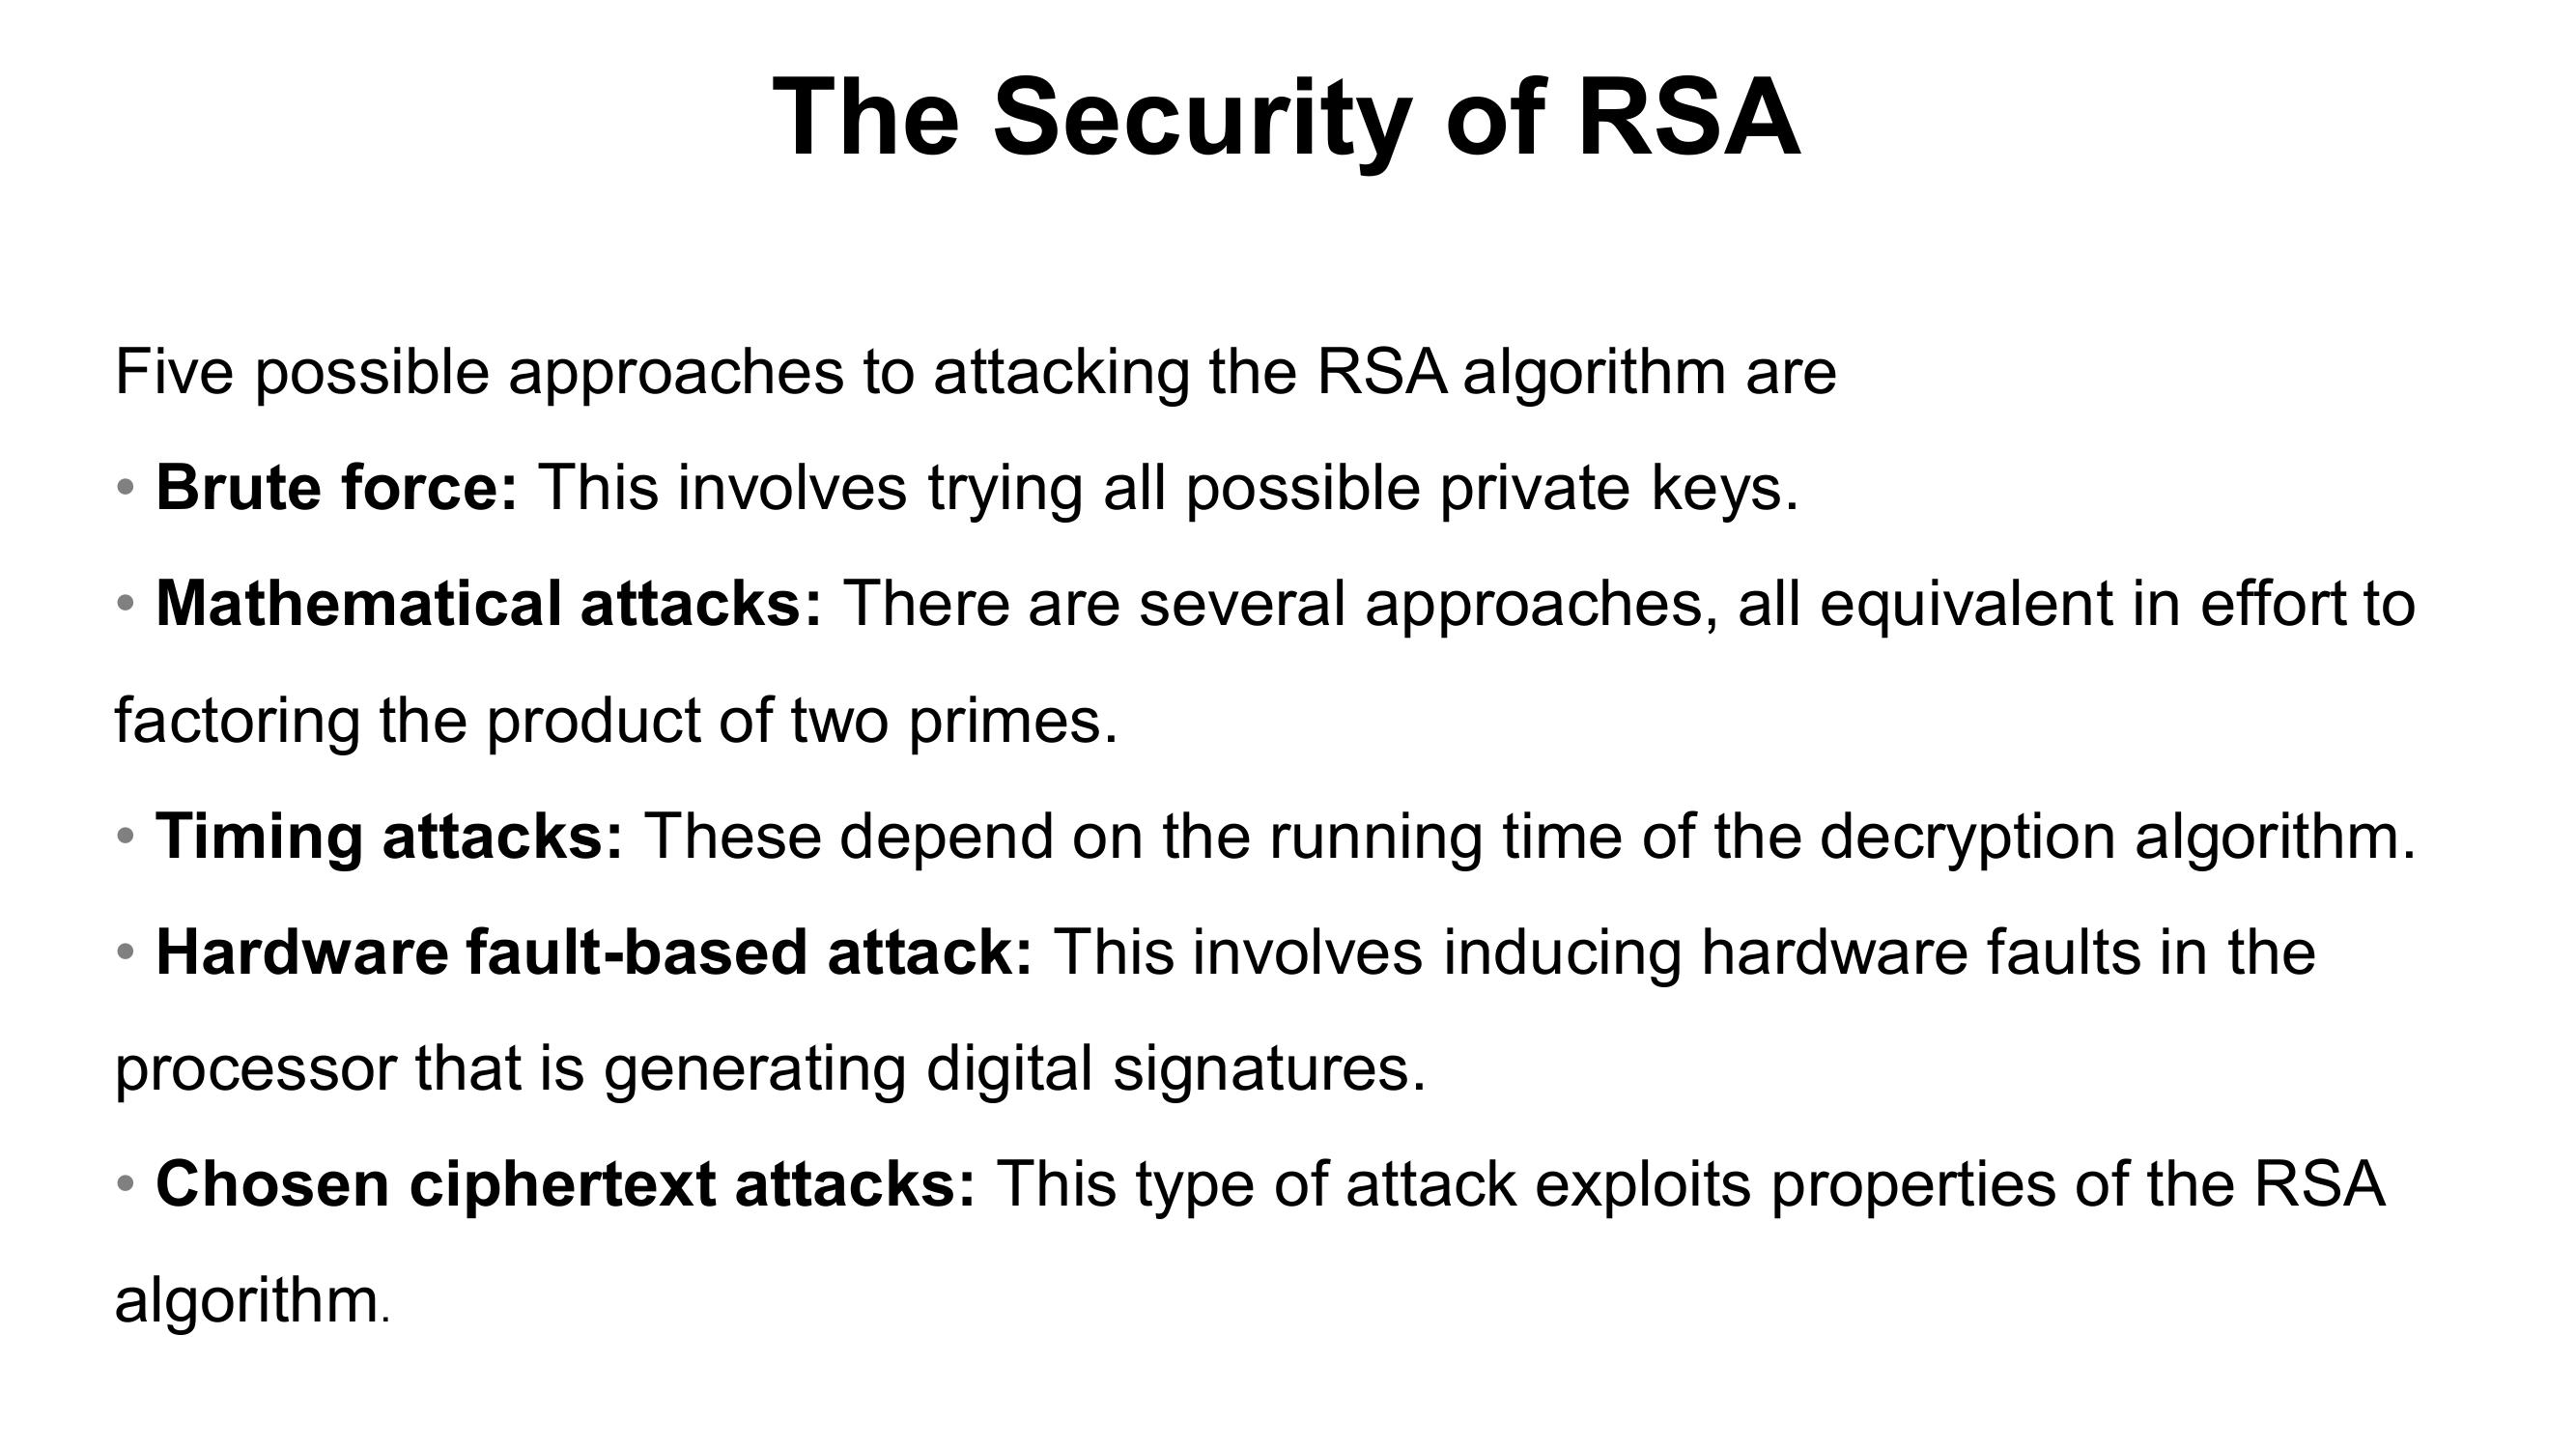 The Security of RSA
Five possible approaches to attacking the RSA algorithm are
• Brute force: This involves trying all possible private keys.
• Mathematical attacks: There are several approaches, all equivalent in effort to
factoring the product of two primes.
• Timing attacks: These depend on the running time of the decryption algorithm.
• Hardware fault-based attack: This involves inducing hardware faults in the
processor that is generating digital signatures.
• Chosen ciphertext attacks: This type of attack exploits properties of the RSA
algorithm.